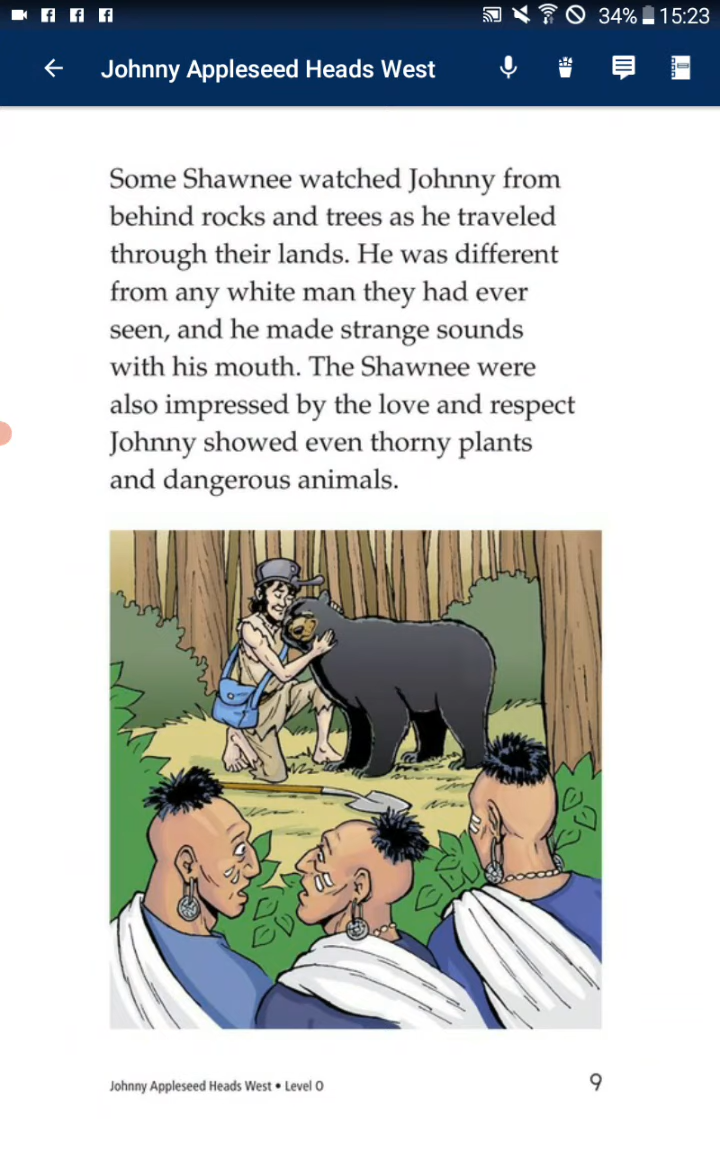 34% 15:23
Johnny Appleseed Heads West
Some Shawnee watched Johnny from
behind rocks and trees as he traveled
through their lands. He was different
from any white man they had ever
seen, and he made strange sounds
with his mouth. The Shawnee were
also impressed by the love and respect
Johnny showed even thorny plants
and dangerous animals.
Johnny Appleseed Heads West • Level O
9